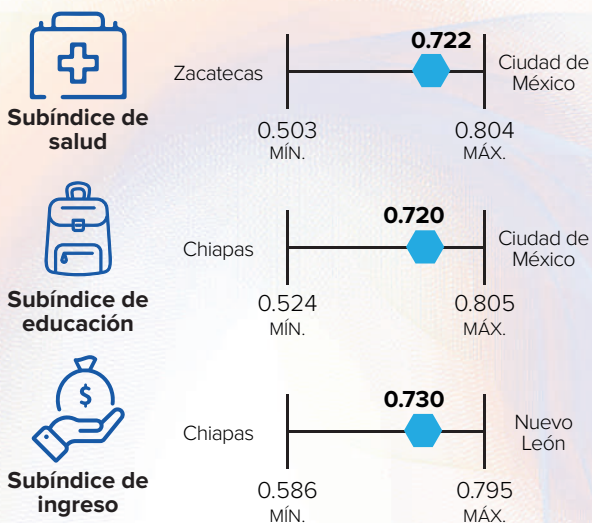 Subíndice de
salud
Zacatecas
0.722
Ciudad de
México
0.503
MÍN.
0.804
MÁX.
Subíndice de
educación
Chiapas
0.720
Ciudad de
México
0.524
MÍN.
0.805
MÁX.
$
Subíndice de
ingreso
Chiapas
0.730
Nuevo
León
0.586
MÍN.
0.795
MÁX.